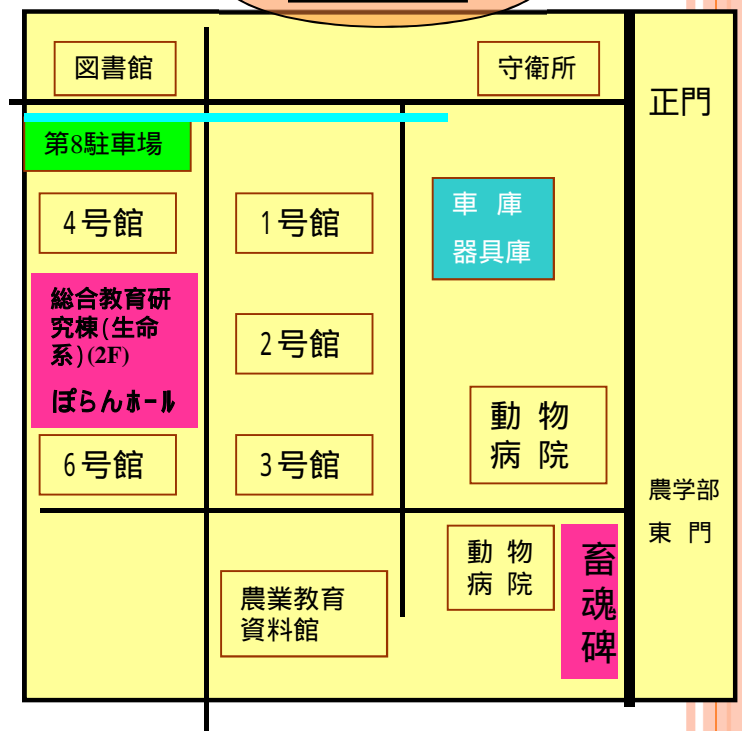 図書館
守衛所
正門
第8駐車場
4号館
1号館
車 庫
器具庫
総合教育研
究棟(生命
系)(2F)
ぽらんホール
2号館
動 物
病 院
6号館
3号館
農学部
東 門
動 物
病 院
畜
魂
碑
農業教育
資料館